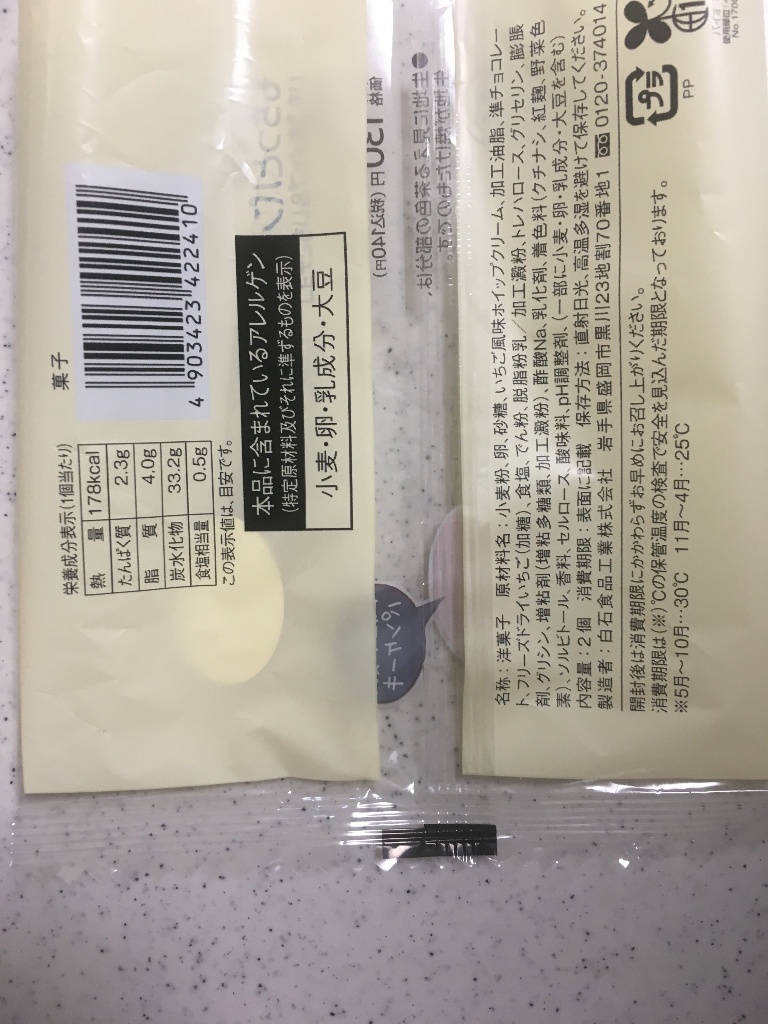 菓子
4 903423 422410
栄養成分表示(1個当たり)
熱量 178kcal
たんぱく質 2.3g
脂質 4.0g
炭水化物 33.2g
食塩相当量 0.5g
この表示値は、目安です。
本品に含まれているアレルゲン
(特定原材料及びそれに準ずるものを表示)
小麦・卵・乳成分・大豆
130円(税込140円)
名称:洋菓子 原材料名:小麦粉、卵、砂糖、いちご風味ホイップクリーム、加工油脂、準チョコレー
ト、フリーズドライいちご(加糖)、食塩、でん粉、脱脂粉乳/加工澱粉、トレハロース、グリセリン、膨脹
剤、グリシン、増粘剤(増粘多糖類、加工澱粉)、酢酸Na、乳化剤、着色料(クチナシ、紅麹、野菜色
素)、ソルビトール、香料、セルロース、酸味料、pH調整剤、(一部に小麦・卵・乳成分・大豆を含む)
内容量:2個 消費期限:表面に記載 保存方法:直射日光、高温多湿を避けて保存してください。
製造者:白石食品工業株式会社 岩手県盛岡市黒川23地割70番地1 0120-374014
開封後は消費期限にかかわらずお早めにお召し上がりください。
消費期限は(※)℃の保管温度の検査で安全を見込んだ期限となっております。
※5月~10月…30℃ 11月~4月…25℃
プラ
PP